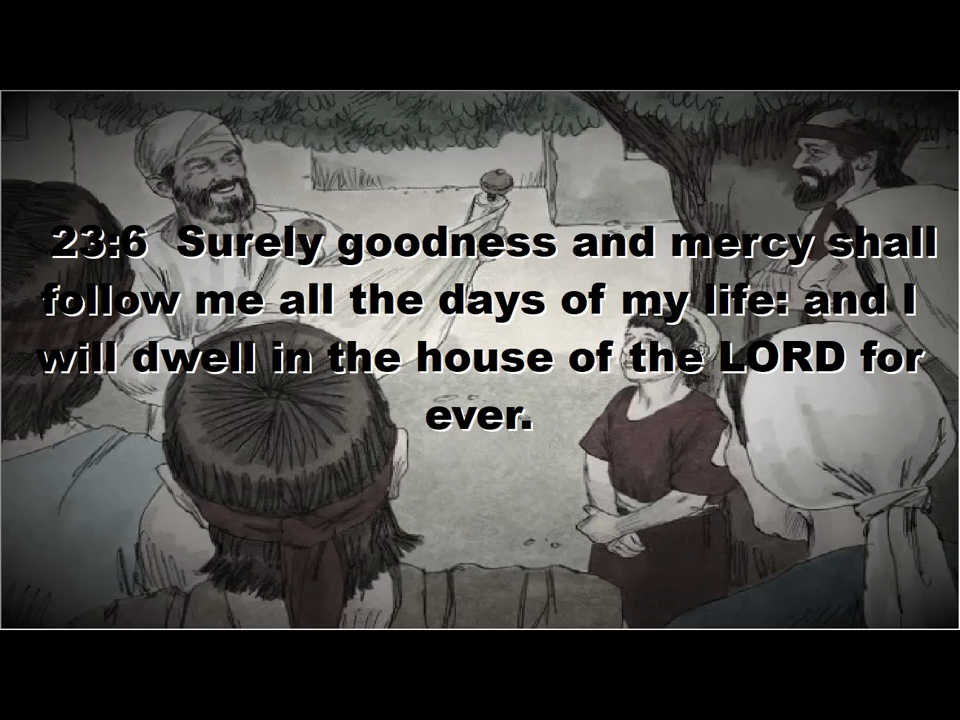 23:6 Surely goodness and mercy shall
follow me all the days of my life: and I
will dwell in the house of the LORD for
ever.